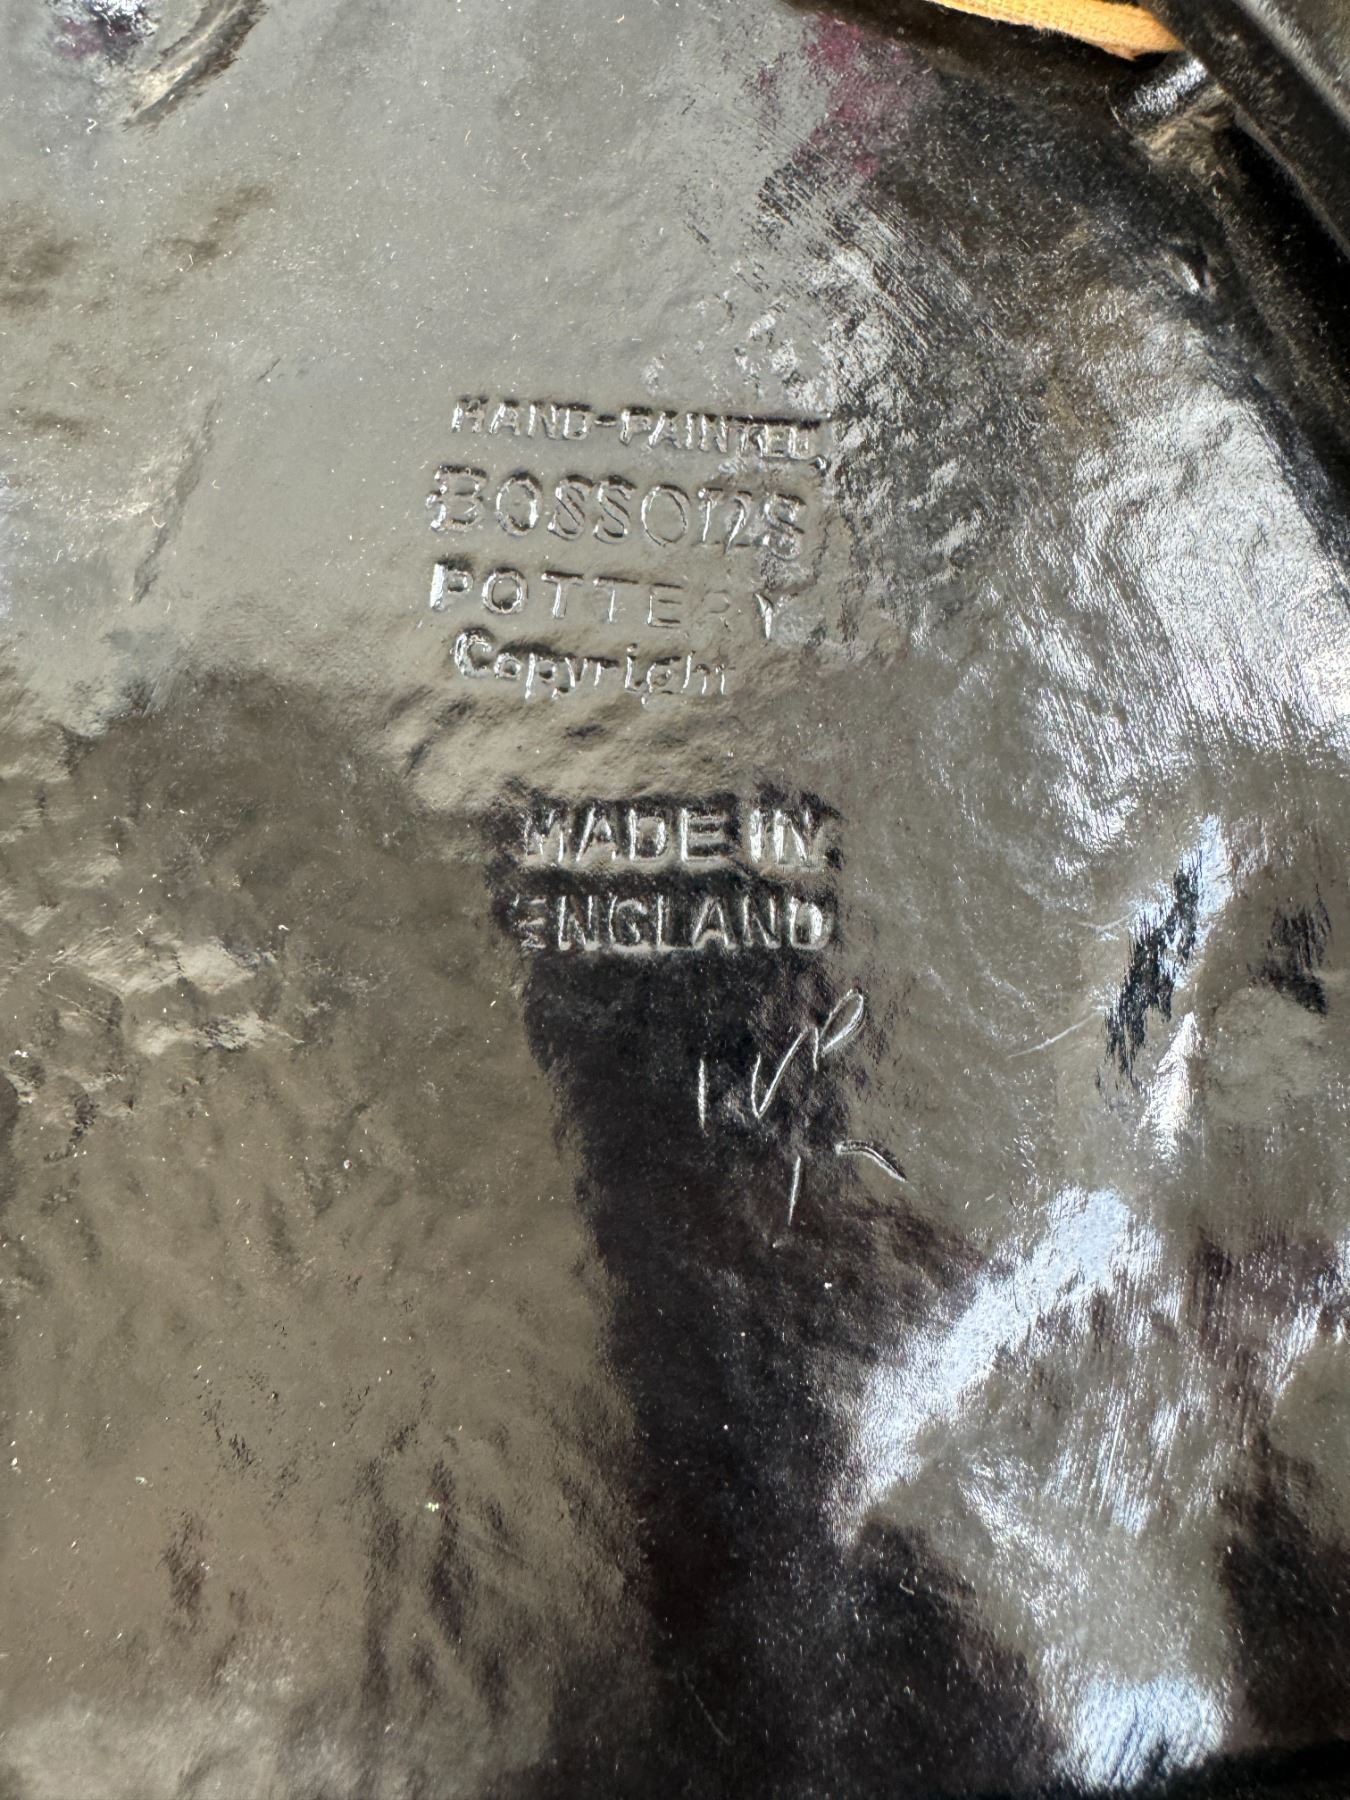 HAND-PAINTED,
BOSSONS
POTTERY
Copyright
MADE IN
ENGLAND